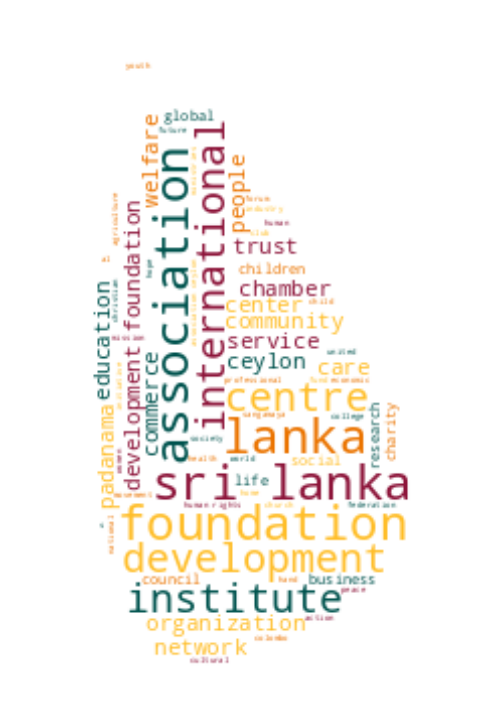 youth
global
future
welfare
association
international
people
forum
industry
human
club
trust
agriculture
children
chamber
hope
christian
education
development foundation
center
child
community
mission
service
united
commerce
ceylon
care
professional
fund
economic
centre
padanama
sangamaya
college
research
charity
society
lanka
women
health
world
social
sri lanka
life
movement
home
human rights
church
federation
foundation
national
development
council
hand
business
institute
peace
action
organization
colombo
network
cultural